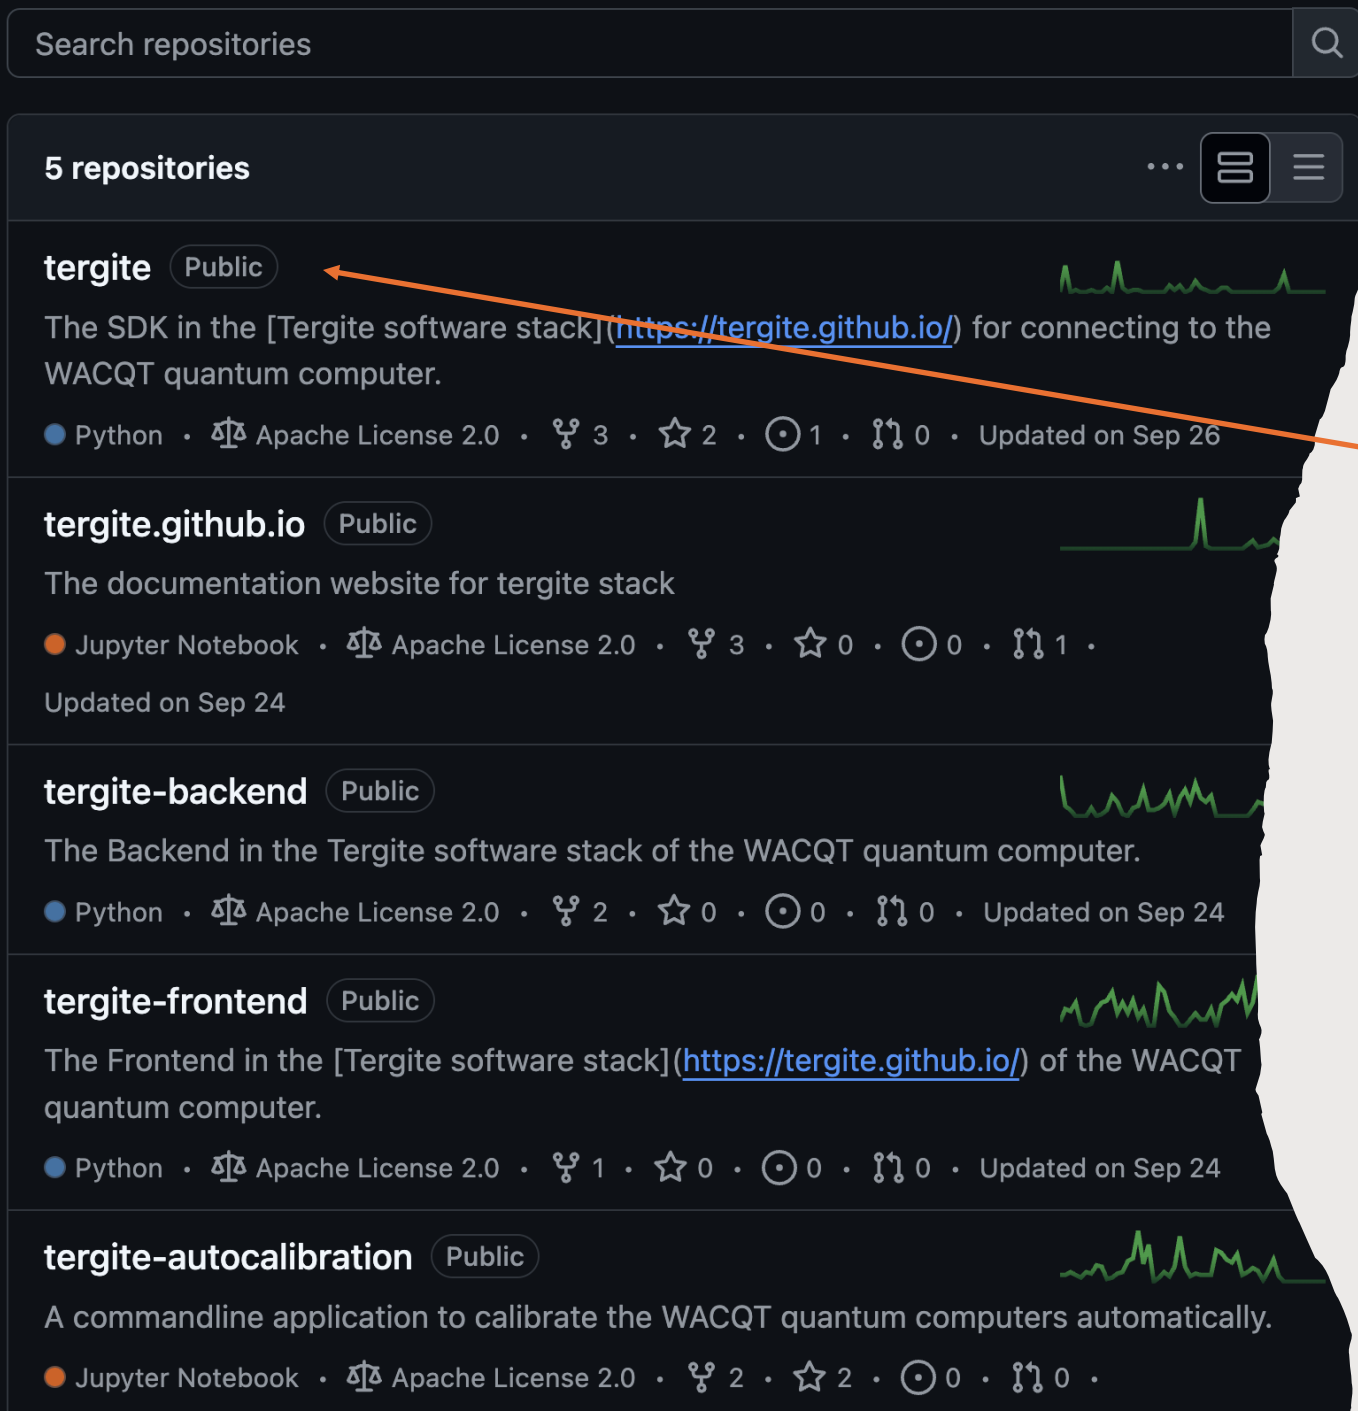 Search repositories
5 repositories
tergite Public
The SDK in the [Tergite software stack](https://tergite.github.io/) for connecting to the
WACQT quantum computer.
Python · Apache License 2.0 · 3 · 2 · 1 · 0 · Updated on Sep 26
tergite.github.io Public
The documentation website for tergite stack
Jupyter Notebook · Apache License 2.0 · 3 · 0 · 0 · 1 ·
Updated on Sep 24
tergite-backend Public
The Backend in the Tergite software stack of the WACQT quantum computer.
Python · Apache License 2.0 · 2 · 0 · 0 · 0 · Updated on Sep 24
tergite-frontend Public
The Frontend in the [Tergite software stack](https://tergite.github.io/) of the WACQT
quantum computer.
Python · Apache License 2.0 · 1 · 0 · 0 · 0 · Updated on Sep 24
tergite-autocalibration Public
A commandline application to calibrate the WACQT quantum computers automatically.
Jupyter Notebook · Apache License 2.0 · 2 · 2 · 0 · 0 ·